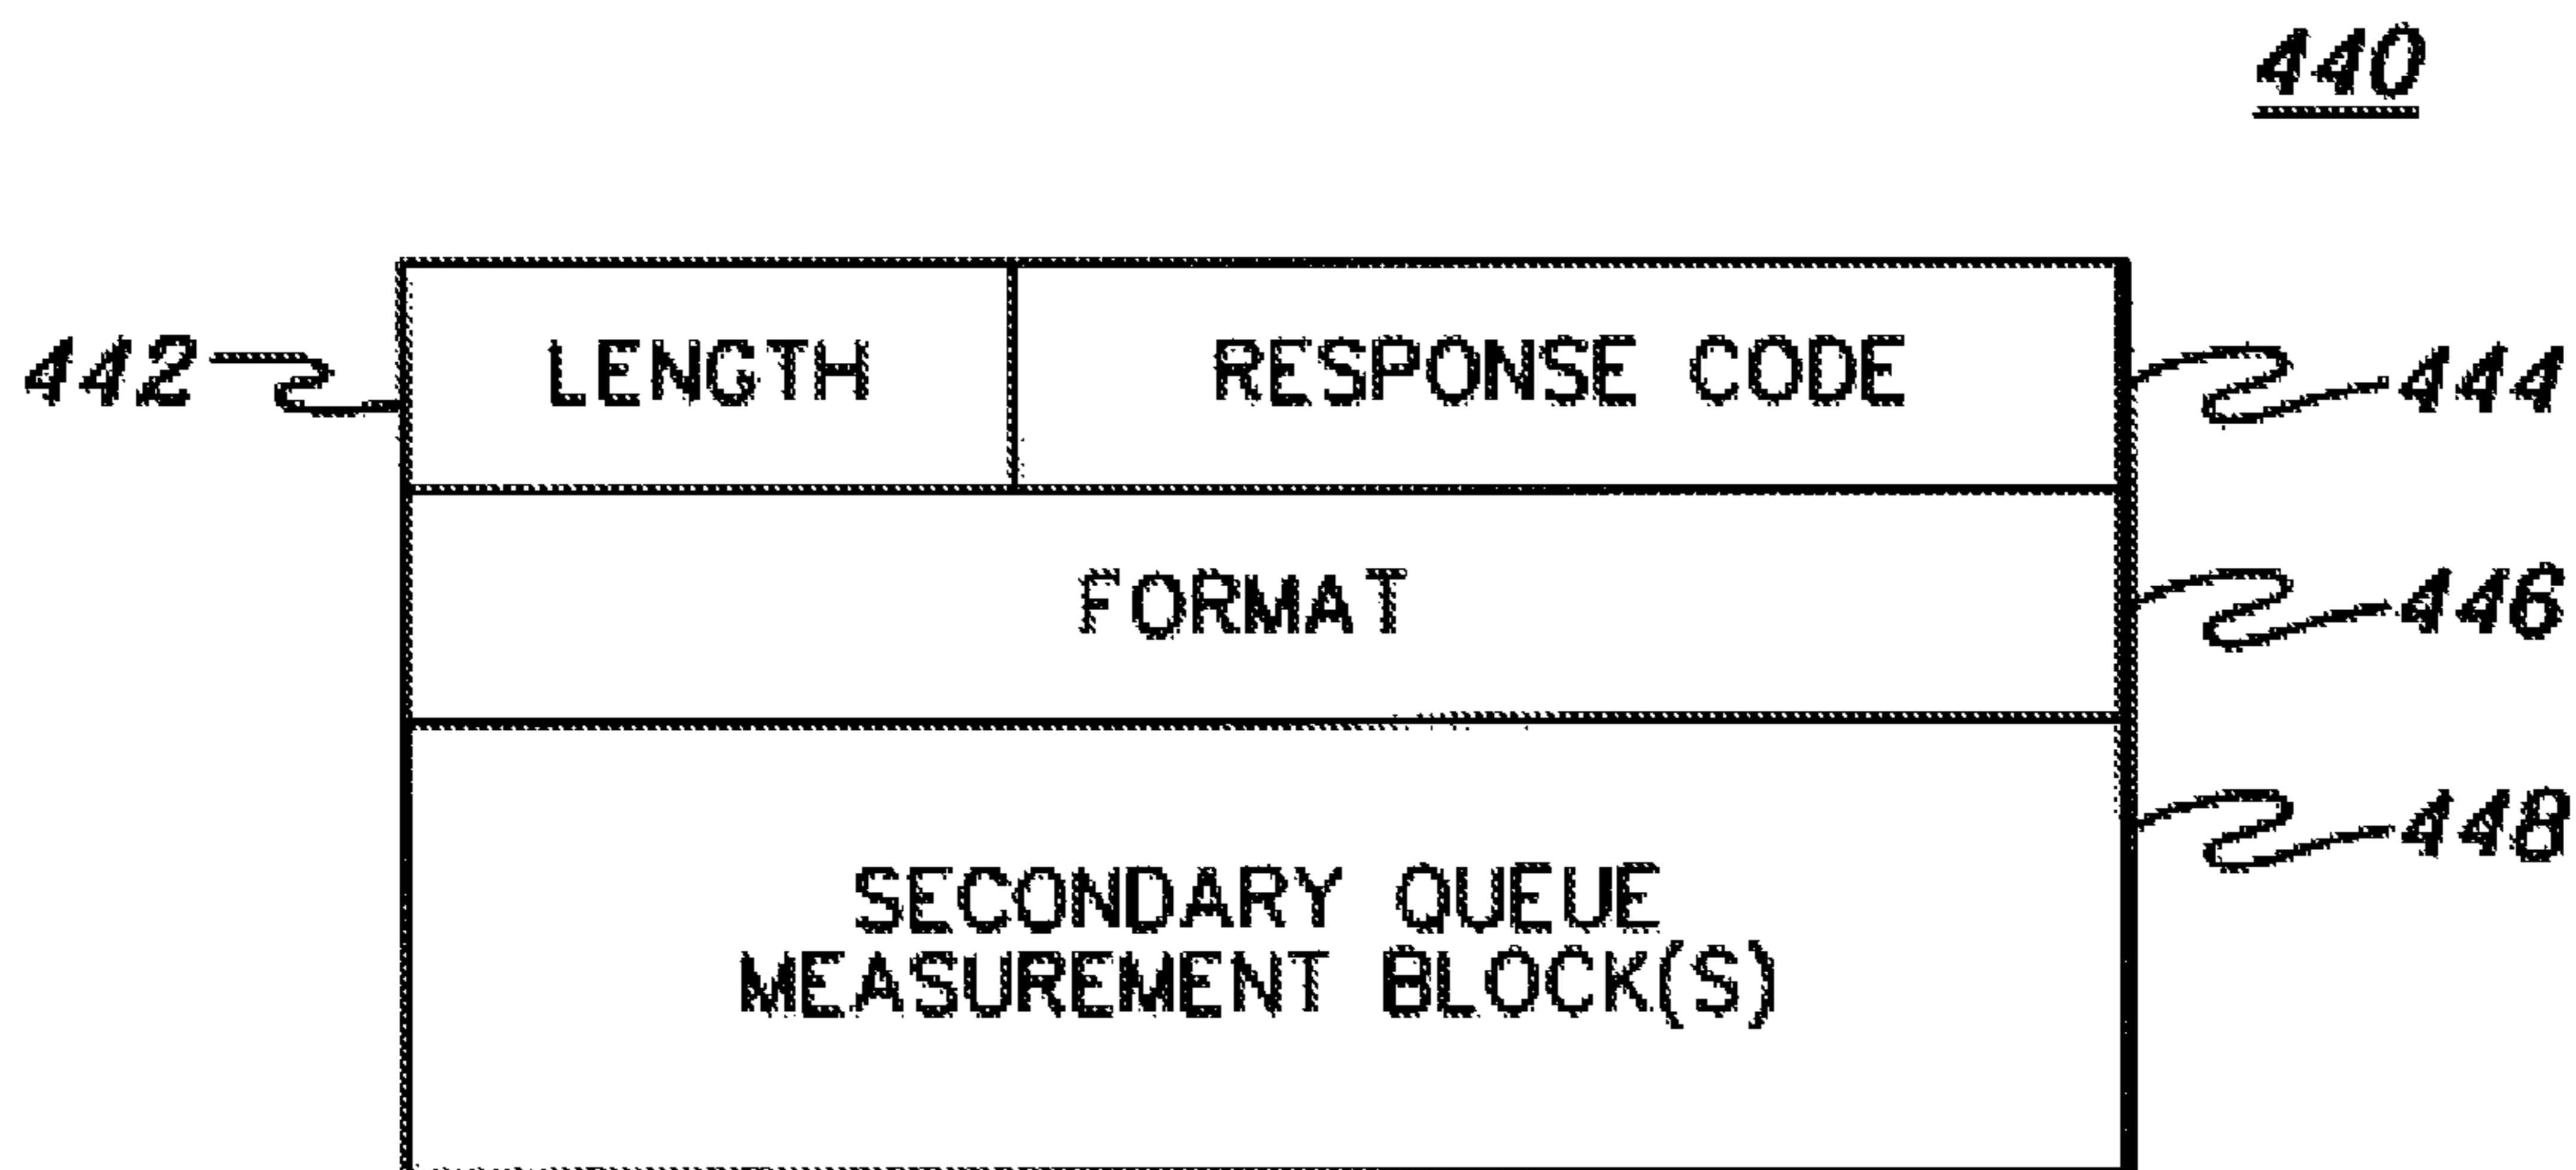 440
442 LENGTH RESPONSE CODE 444
FORMAT 446
448
SECONDARY QUEUE
MEASUREMENT BLOCK(S)